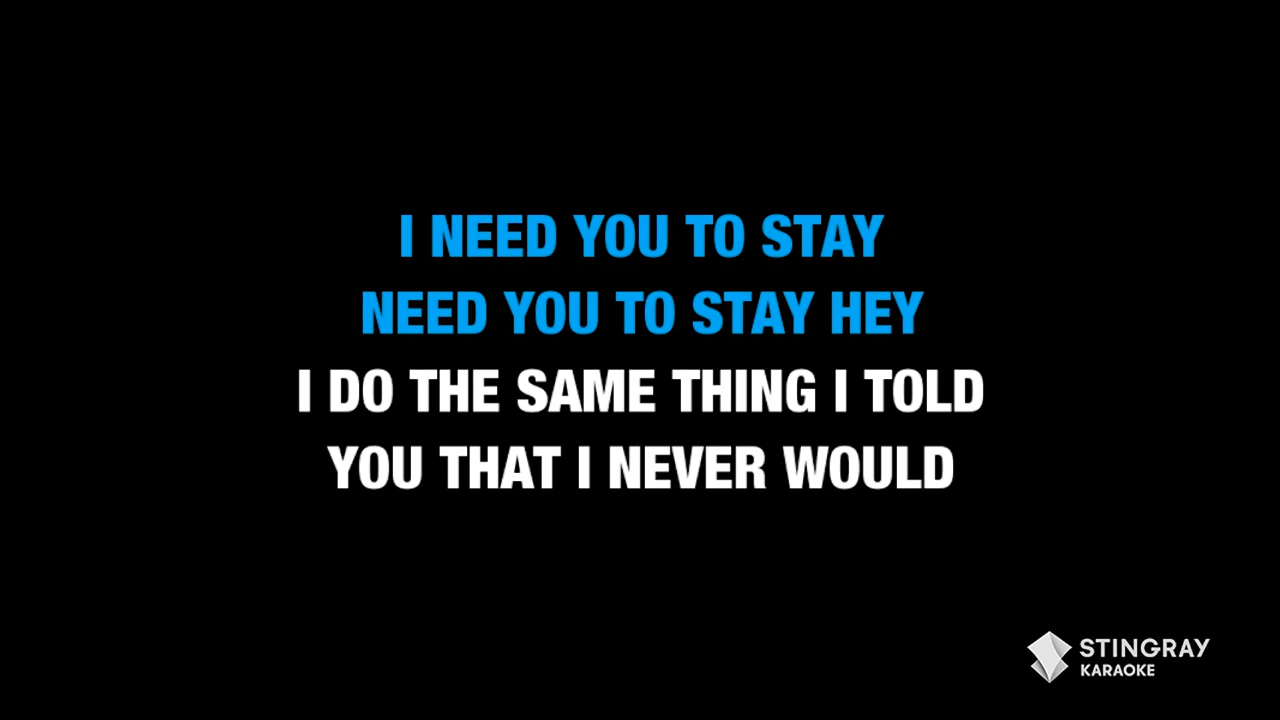 I NEED YOU TO STAY
NEED YOU TO STAY HEY
I DO THE SAME THING I TOLD
YOU THAT I NEVER WOULD
STINGRAY
KARAOKE